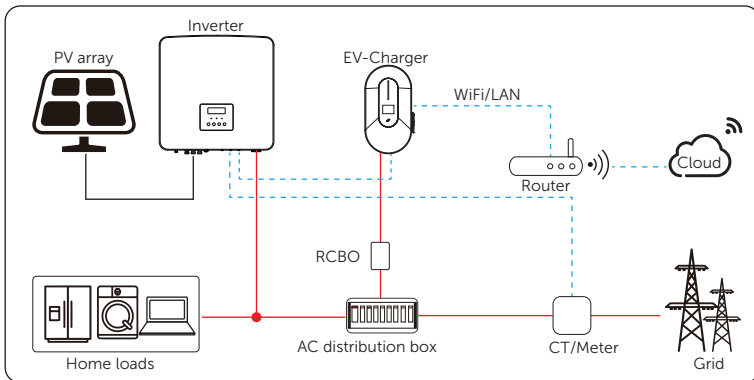 Inverter
PV array
EV-Charger
WiFi/LAN
Cloud
Router
RCBO
Home loads
AC distribution box
CT/Meter
Grid